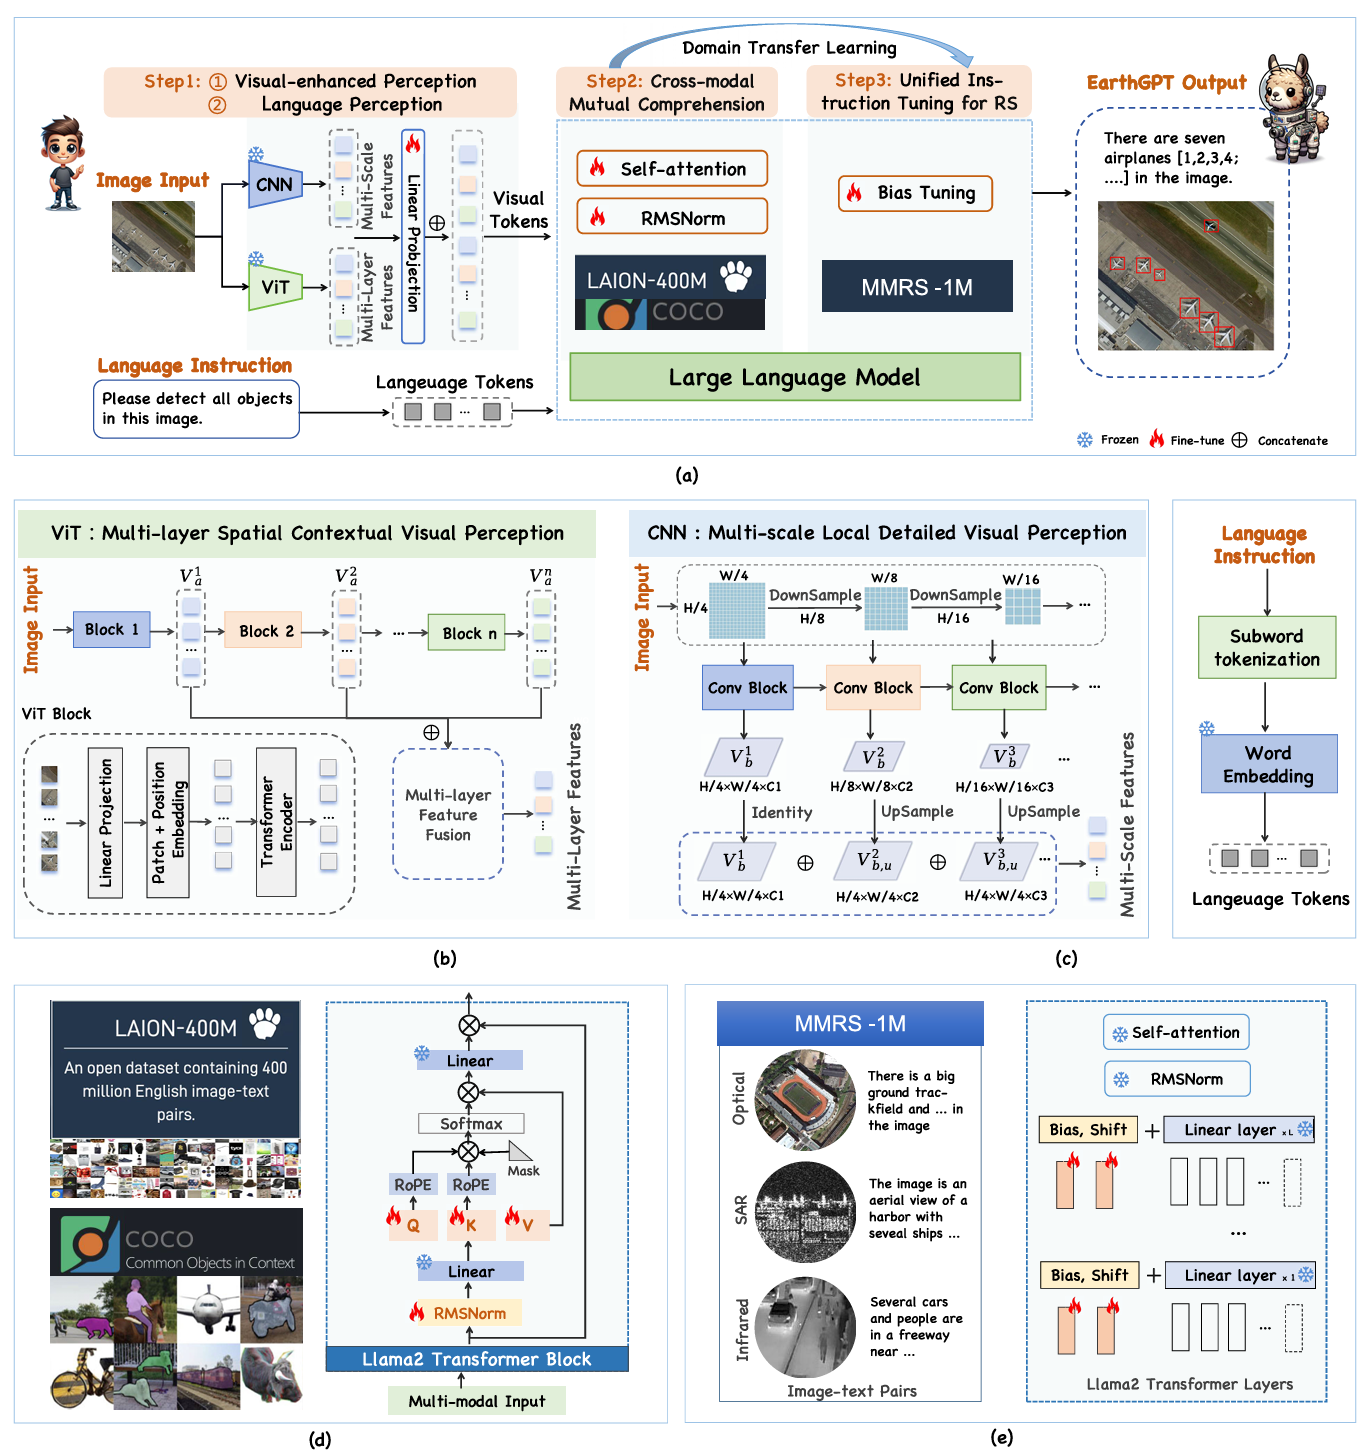 Domain Transfer Learning
Step1: ① Visual-enhanced Perception
② Language Perception
Step2: Cross-modal
Mutual Comprehension
Step3: Unified Ins-
truction Tuning for RS
EarthGPT Output
Image Input
CNN
ViT
Multi-Scale
Features
Multi-Layer
Features
Linear Probjection
⊕
Visual
Tokens
Self-attention
RMSNorm
LAION-400M
COCO
Bias Tuning
MMRS -1M
Large Language Model
There are seven
airplanes [1,2,3,4;
....] in the image.
Language Instruction
Please detect all objects
in this image.
Langeuage Tokens
...
Frozen
Fine-tune
⊕ Concatenate
(a)
ViT : Multi-layer Spatial Contextual Visual Perception
Image Input
V_a^1
V_a^2
V_a^n
Block 1
Block 2
...
Block n
ViT Block
Linear Projection
Patch + Position
Embedding
Transformer
Encoder
⊕
Multi-layer
Feature
Fusion
Multi-Layer Features
(b)
CNN : Multi-scale Local Detailed Visual Perception
Image Input
W/4
W/8
W/16
H/4
DownSample
H/8
DownSample
H/16
...
Conv Block
Conv Block
Conv Block
...
V_b^1
V_b^2
V_b^3
...
H/4×W/4×C1
H/8×W/8×C2
H/16×W/16×C3
Identity
UpSample
UpSample
V_b^1
⊕
V_{b,u}^2
⊕
V_{b,u}^3
...
H/4×W/4×C1
H/4×W/4×C2
H/4×W/4×C3
Multi-Scale Features
(c)
Language
Instruction
Subword
tokenization
Word
Embedding
...
Langeuage Tokens
LAION-400M
An open dataset containing 400
million English image-text
pairs.
COCO
Common Objects in Context
Linear
Softmax
Mask
RoPE
RoPE
Q
K
V
Linear
RMSNorm
Llama2 Transformer Block
Multi-modal Input
(d)
MMRS -1M
Optical
There is a big
ground trac-
kfield and ... in
the image
SAR
The image is an
aerial view of a
harbor with
seveal ships ...
Infrared
Several cars
and people are
in a freeway
near ...
Image-text Pairs
Self-attention
RMSNorm
Bias, Shift
+
Linear layer × L
...
...
Bias, Shift
+
Linear layer × 1
...
Llama2 Transformer Layers
(e)